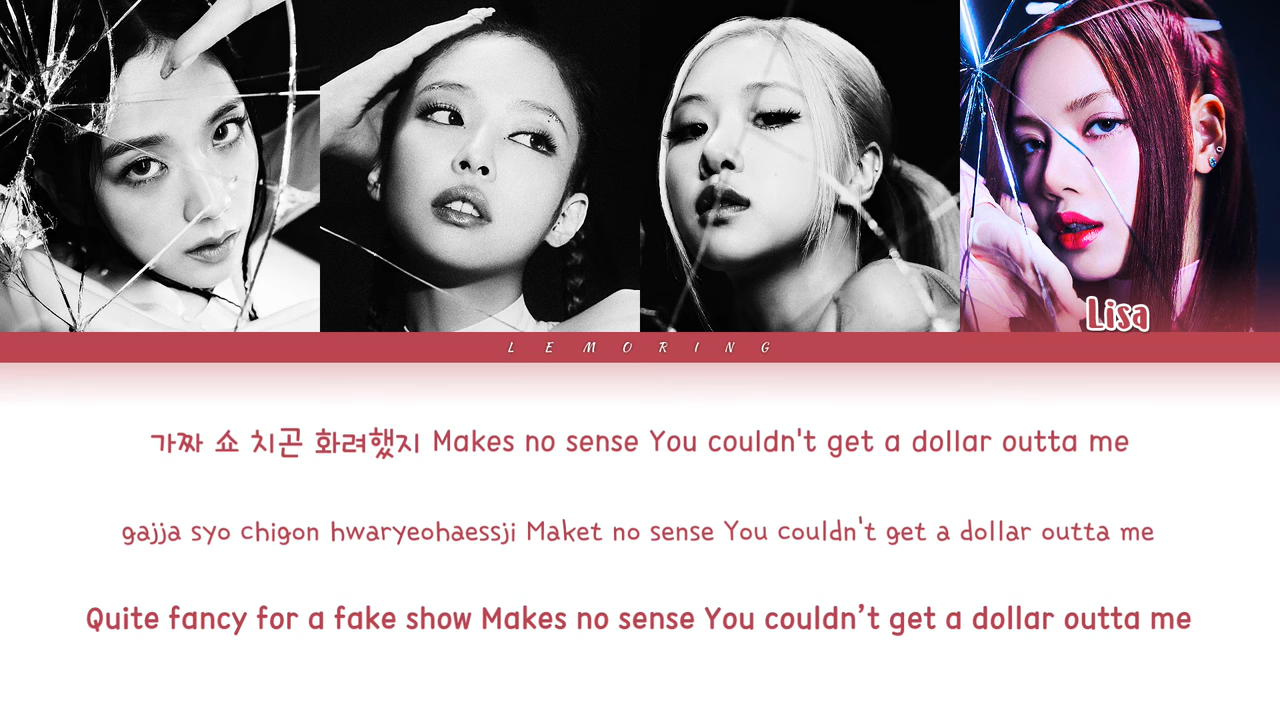 Lisa
LEMORING
가짜 쇼 치곤 화려했지 Makes no sense You couldn't get a dollar outta me
gajja syo chigon hwaryeohaessji Maket no sense You couldn't get a dollar outta me
Quite fancy for a fake show Makes no sense You couldn’t get a dollar outta me